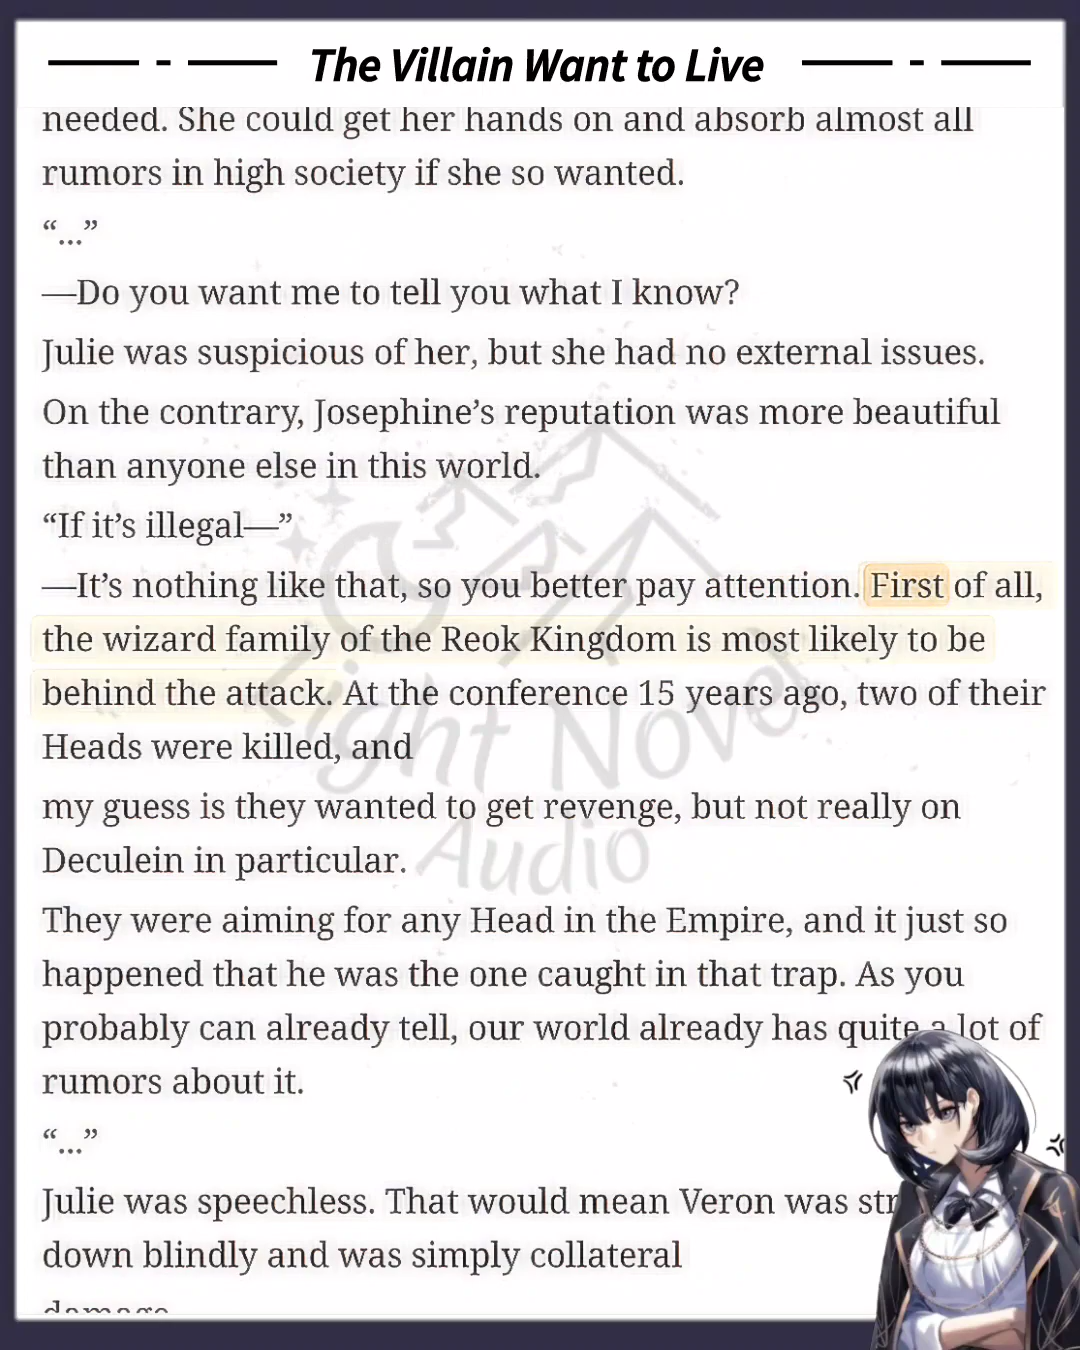 The Villain Want to Live
needed. She could get her hands on and absorb almost all
rumors in high society if she so wanted.
“...”
—Do you want me to tell you what I know?
Julie was suspicious of her, but she had no external issues.
On the contrary, Josephine’s reputation was more beautiful
than anyone else in this world.
“If it’s illegal—”
—It’s nothing like that, so you better pay attention. First of all,
the wizard family of the Reok Kingdom is most likely to be
behind the attack. At the conference 15 years ago, two of their
Heads were killed, and
my guess is they wanted to get revenge, but not really on
Deculein in particular.
They were aiming for any Head in the Empire, and it just so
happened that he was the one caught in that trap. As you
probably can already tell, our world already has quite a lot of
rumors about it.
“...”
Julie was speechless. That would mean Veron was str
down blindly and was simply collateral
damage
Light Novel
Audio